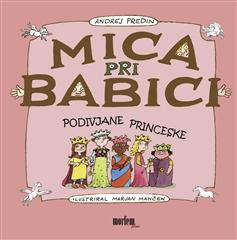 ANDREJ PREDIN
MICA
PRI
BABICI
PODIVJANE PRINCESKE
ILUSTRIRAL MARJAN MANČEK
morfem